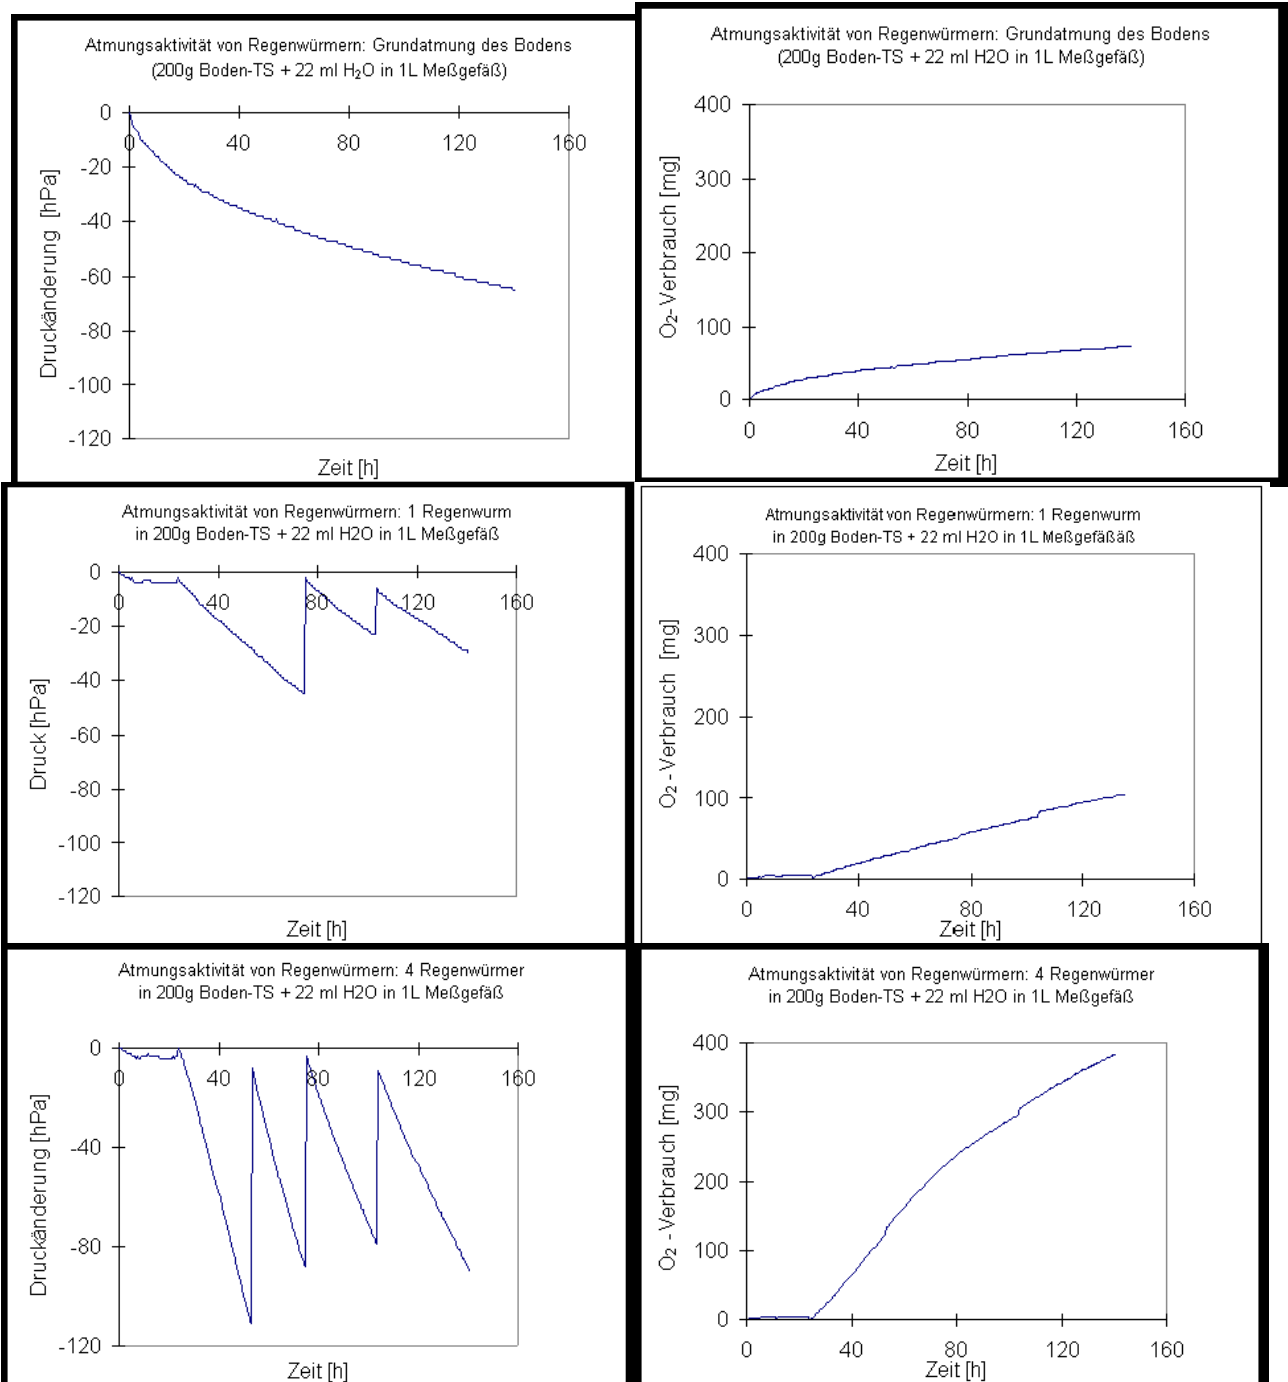 Atmungsaktivität von Regenwürmern: Grundatmung des Bodens
(200g Boden-TS + 22 ml H₂O in 1L Meßgefäß)
0
-20
-40
-60
-80
-100
-120
0
40
80
120
160
Druckänderung [hPa]
Zeit [h]
Atmungsaktivität von Regenwürmern: Grundatmung des Bodens
(200g Boden-TS + 22 ml H2O in 1L Meßgefäß)
400
300
200
100
0
0
40
80
120
160
O₂- Verbrauch [mg]
Zeit [h]
Atmungsaktivität von Regenwürmern: 1 Regenwurm
in 200g Boden-TS + 22 ml H2O in 1L Meßgefäß
0
-20
-40
-60
-80
-100
-120
0
40
80
120
160
Druck [hPa]
Zeit [h]
Atmungsaktivität von Regenwürmern: 1 Regenwurm
in 200g Boden-TS + 22 ml H2O in 1L Meßgefäßäß
400
300
200
100
0
0
40
80
120
160
O₂ - Verbrauch [mg]
Zeit [h]
Atmungsaktivität von Regenwürmern: 4 Regenwürmer
in 200g Boden-TS + 22 ml H2O in 1L Meßgefäß
0
-40
-80
-120
0
40
80
120
160
Druckänderung [hPa]
Zeit [h]
Atmungsaktivität von Regenwürmern: 4 Regenwürmer
in 200g Boden-TS + 22 ml H2O in 1L Meßgefäß
400
300
200
100
0
0
40
80
120
160
O₂ - Verbrauch [mg]
Zeit [h]